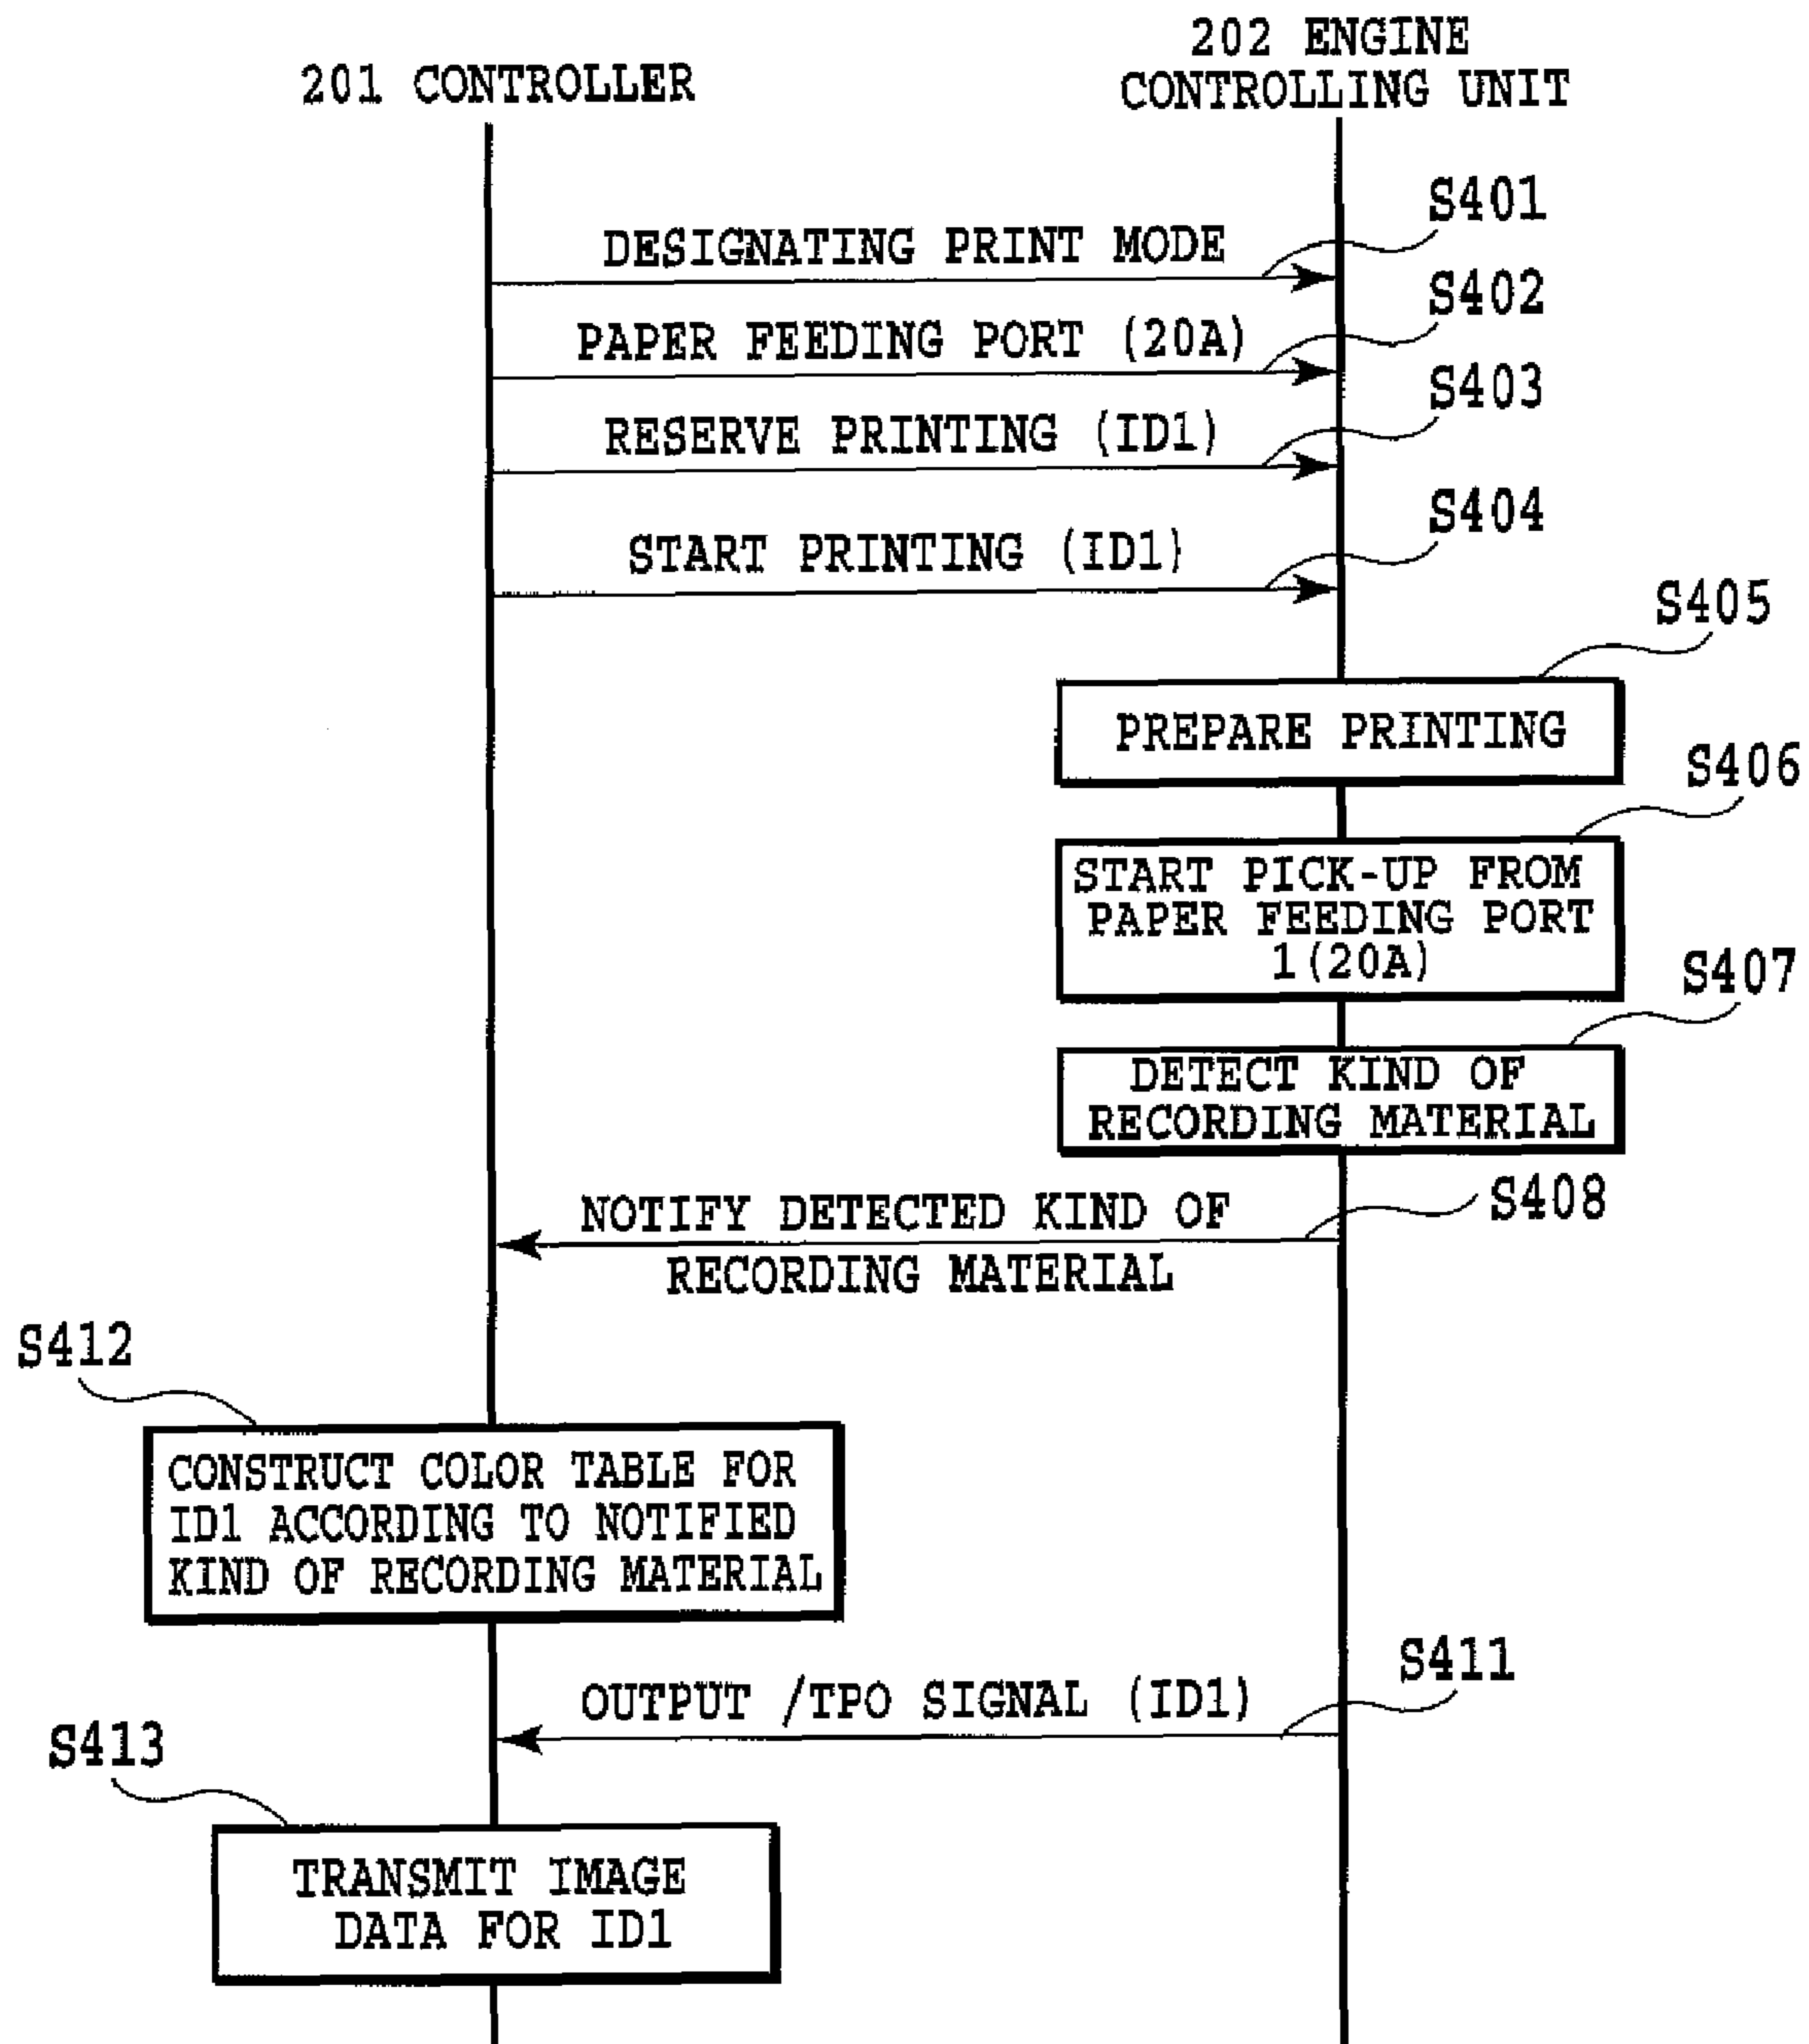 201 CONTROLLER
202 ENGINE
CONTROLLING UNIT
S401
DESIGNATING PRINT MODE
S402
PAPER FEEDING PORT (20A)
S403
RESERVE PRINTING (ID1)
S404
START PRINTING (ID1)
S405
PREPARE PRINTING
S406
START PICK-UP FROM
PAPER FEEDING PORT
1(20A)
S407
DETECT KIND OF
RECORDING MATERIAL
S408
NOTIFY DETECTED KIND OF
RECORDING MATERIAL
S412
CONSTRUCT COLOR TABLE FOR
ID1 ACCORDING TO NOTIFIED
KIND OF RECORDING MATERIAL
S411
OUTPUT /TPO SIGNAL (ID1)
S413
TRANSMIT IMAGE
DATA FOR ID1